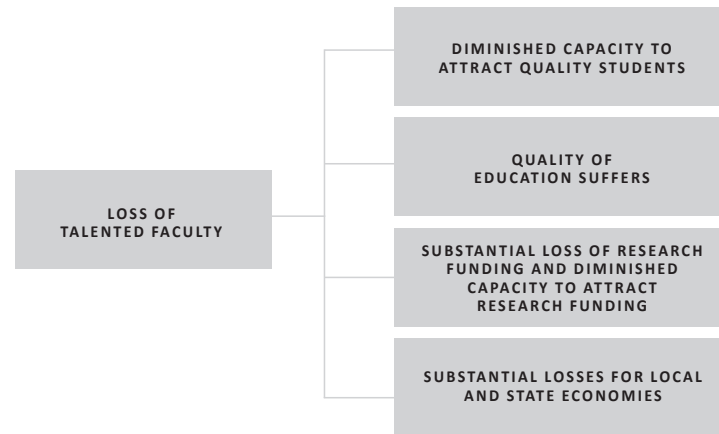 LOSS OF
TALENTED FACULTY
DIMINISHED CAPACITY TO
ATTRACT QUALITY STUDENTS
QUALITY OF
EDUCATION SUFFERS
SUBSTANTIAL LOSS OF RESEARCH
FUNDING AND DIMINISHED
CAPACITY TO ATTRACT
RESEARCH FUNDING
SUBSTANTIAL LOSSES FOR LOCAL
AND STATE ECONOMIES